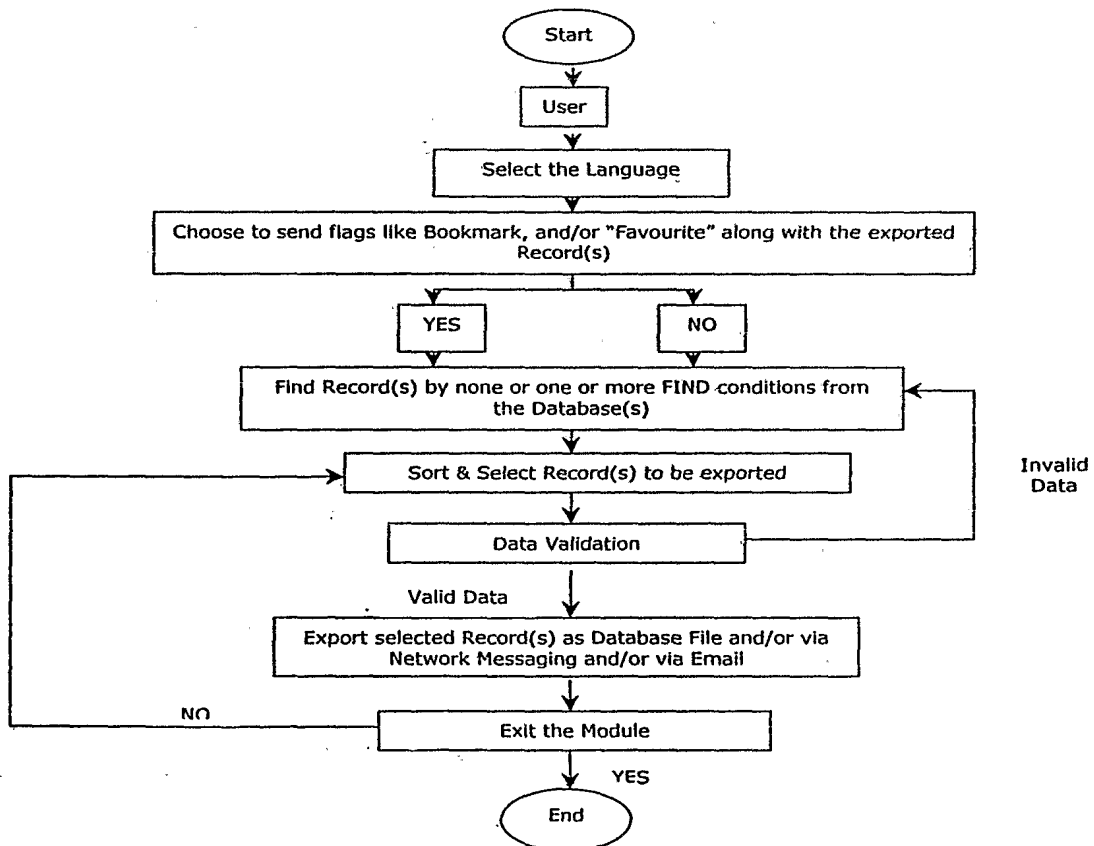 Start
User
Select the Language
Choose to send flags like Bookmark, and/or "Favourite" along with the exported
Record(s)
YES
NO
Find Record(s) by none or one or more FIND conditions from
the Database(s)
Invalid
Data
Sort & Select Record(s) to be exported
Data Validation
Valid Data
Export selected Record(s) as Database File and/or via
Network Messaging and/or via Email
NO
Exit the Module
YES
End